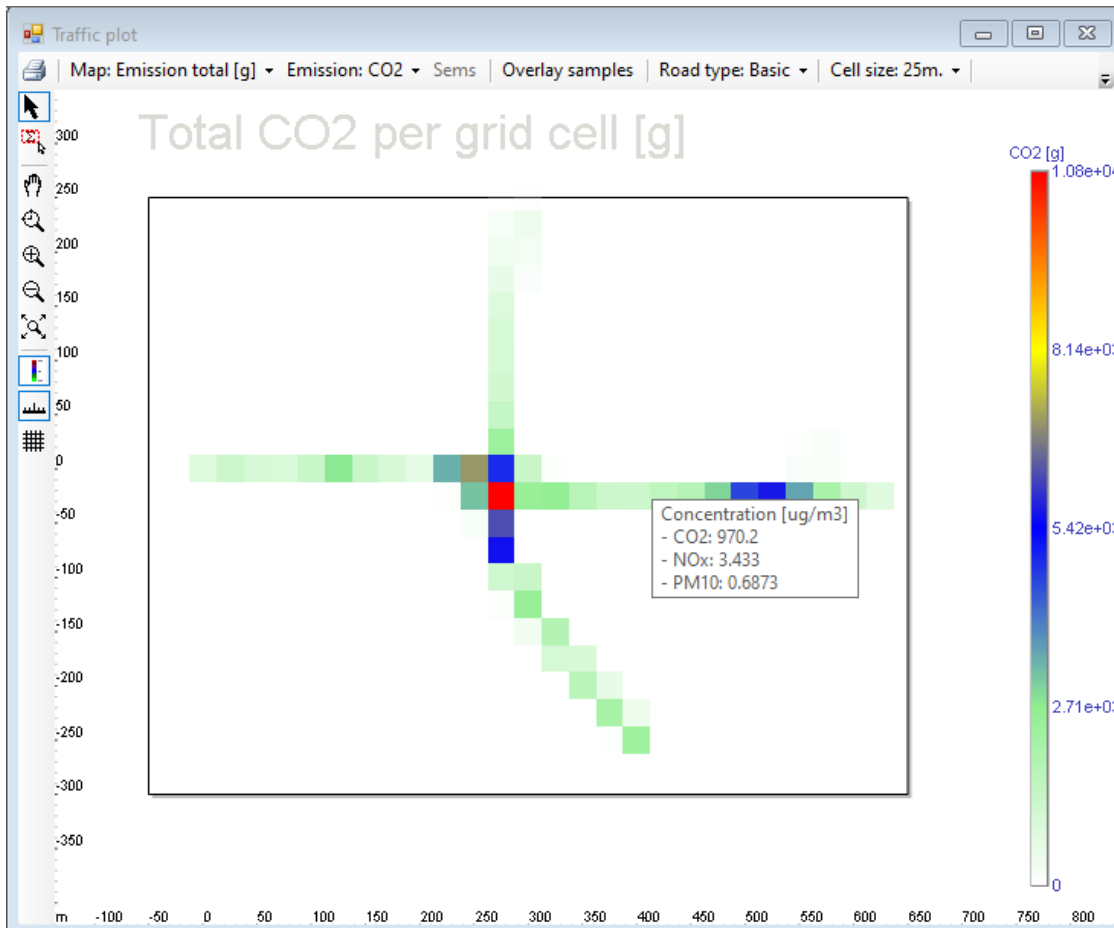 Traffic plot
Map: Emission total [g] Emission: CO2 Sems Overlay samples Road type: Basic Cell size: 25m.
Total CO2 per grid cell [g]
CO2 [g]
1.08e+04
8.14e+03
5.42e+03
2.71e+03
0
300
250
200
150
100
50
0
-50
-100
-150
-200
-250
-300
-350
Concentration [ug/m3]
- CO2: 970.2
- NOx: 3.433
- PM10: 0.6873
m -100 -50 0 50 100 150 200 250 300 350 400 450 500 550 600 650 700 750 800